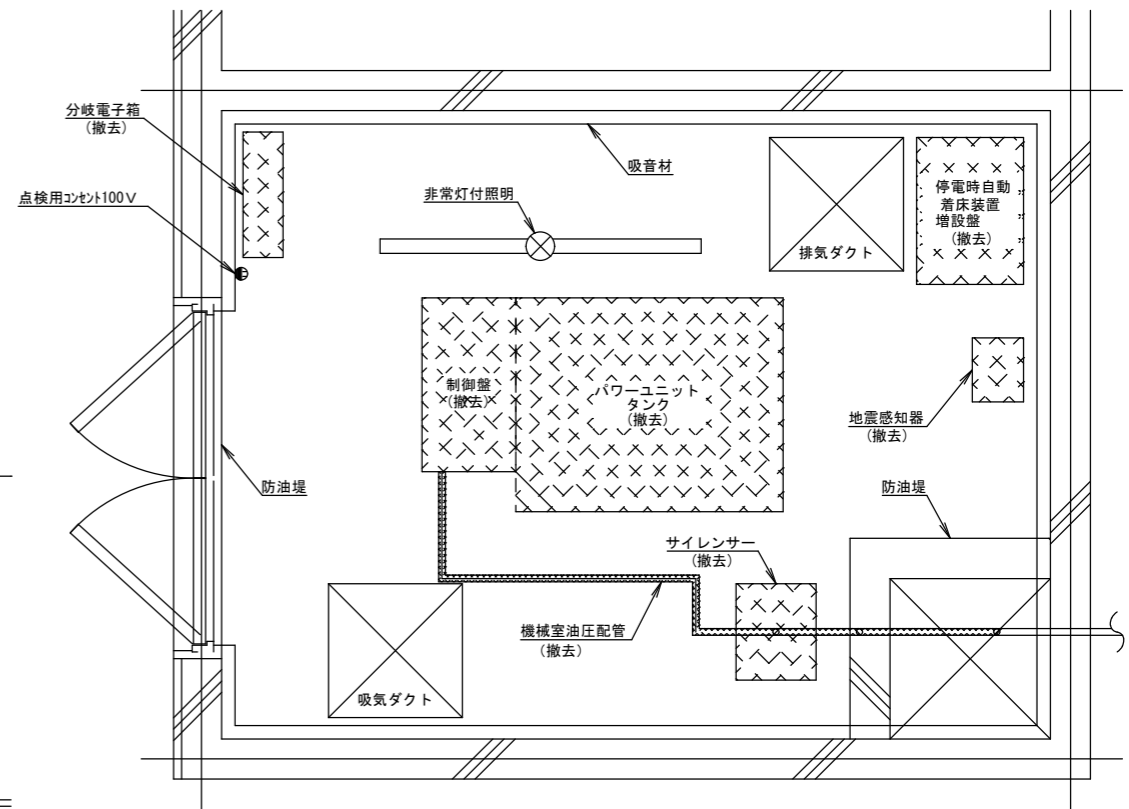 分岐電子箱
(撤去)
吸音材
点検用コンセント100V
非常灯付照明
停電時自動
着床装置
増設盤
(撤去)
排気ダクト
制御盤
(撤去)
パワーユニット
タンク
(撤去)
地震感知器
(撤去)
防油堤
防油堤
サイレンサー
(撤去)
機械室油圧配管
(撤去)
吸気ダクト